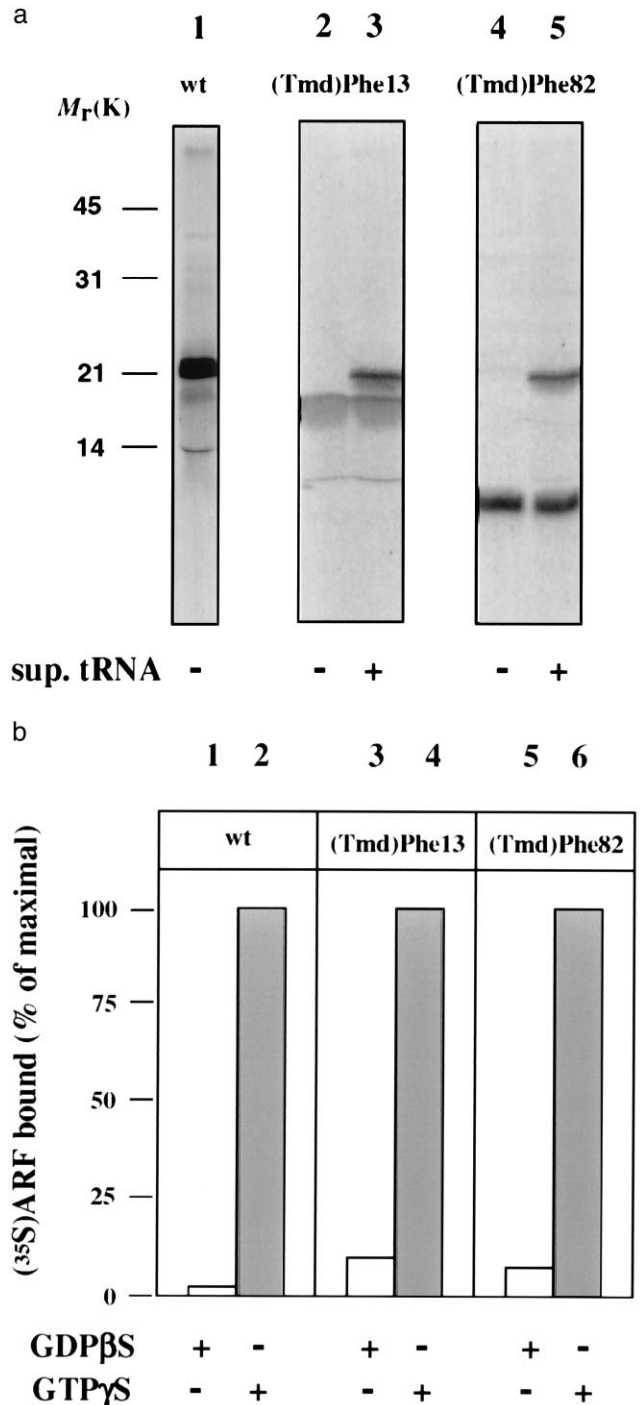 a
1 2 3 4 5
wt (Tmd)Phe13 (Tmd)Phe82
Mr(K)
45
31
21
14
sup. tRNA - - + - +
b
1 2 3 4 5 6
wt (Tmd)Phe13 (Tmd)Phe82
(35S)ARF bound (% of maximal)
100
75
50
25
0
GDPβS + - + - + -
GTPγS - + - + - +